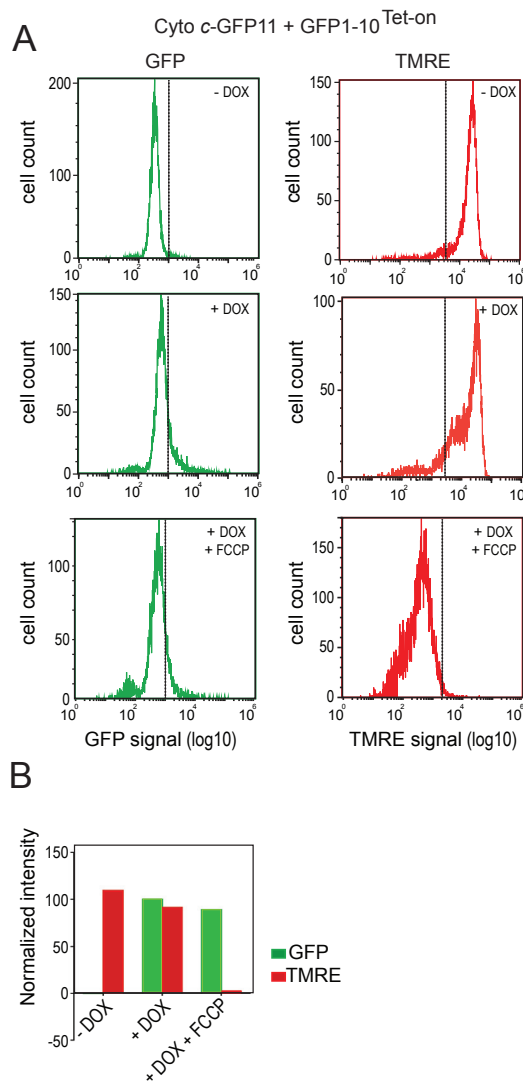 Cyto c-GFP11 + GFP1-10 Tet-on
A
GFP
TMRE
- DOX
cell count
200
100
0
10^0 10^2 10^4 10^6
- DOX
cell count
150
100
50
0
10^0 10^2 10^4 10^6
+ DOX
cell count
150
100
50
0
10^0 10^2 10^4 10^6
+ DOX
cell count
100
50
0
10^0 10^2 10^4 10^6
+ DOX
+ FCCP
cell count
100
50
0
10^0 10^2 10^4 10^6
GFP signal (log10)
+ DOX
+ FCCP
cell count
150
100
50
0
10^0 10^2 10^4 10^6
TMRE signal (log10)
B
Normalized intensity
150
100
50
0
-50
- DOX
+ DOX
+ DOX + FCCP
GFP
TMRE